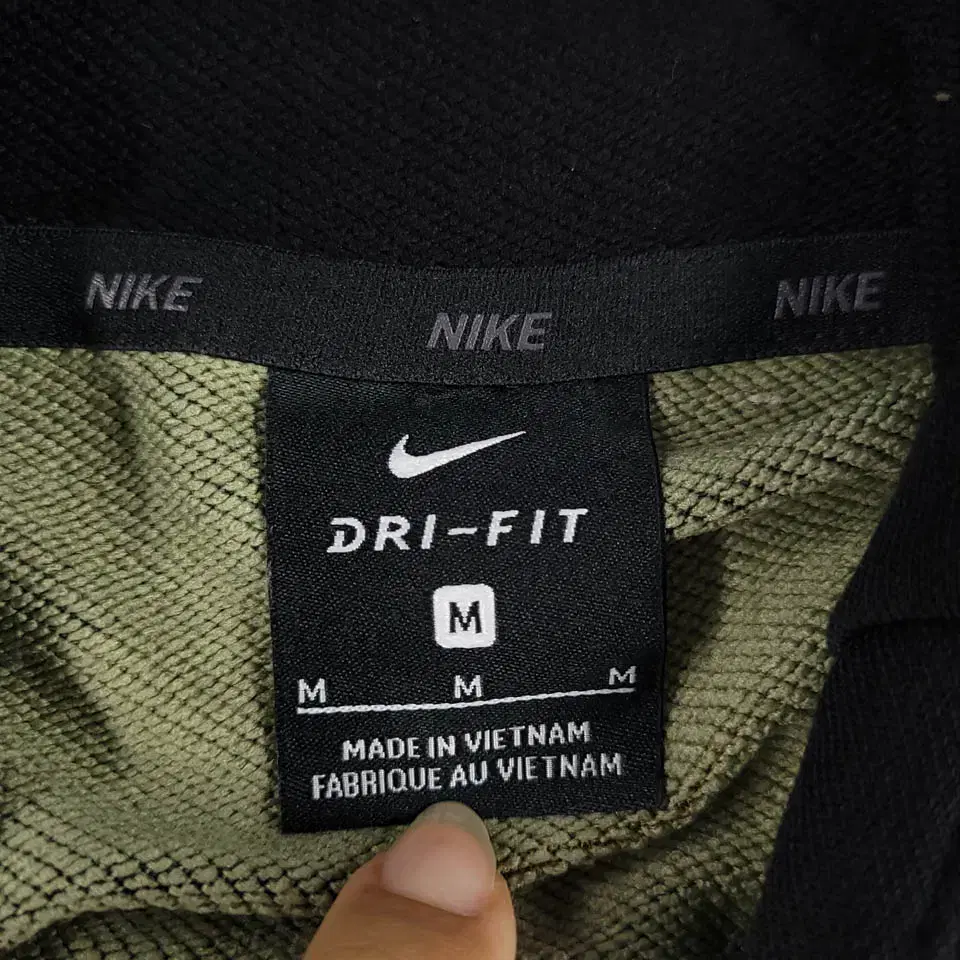 NIKE NIKE NIKE
DRI-FIT
M
M M M
MADE IN VIETNAM
FABRIQUE AU VIETNAM